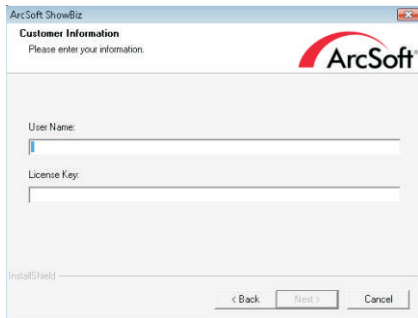 ArcSoft ShowBiz
Customer Information
Please enter your information.
ArcSoft
User Name:
License Key:
InstallShield
< Back
Next >
Cancel